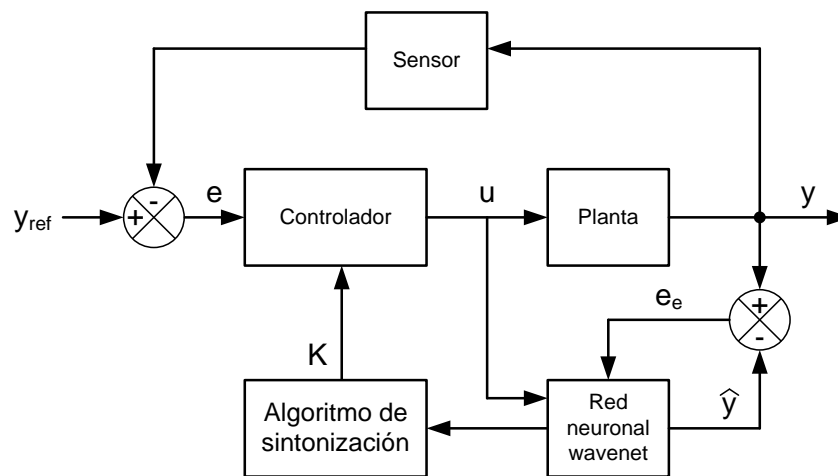 Sensor
-
y_ref
+
e
Controlador
u
Planta
y
+
-
e_e
K
Algoritmo de
sintonización
Red
neuronal
wavenet
ŷ